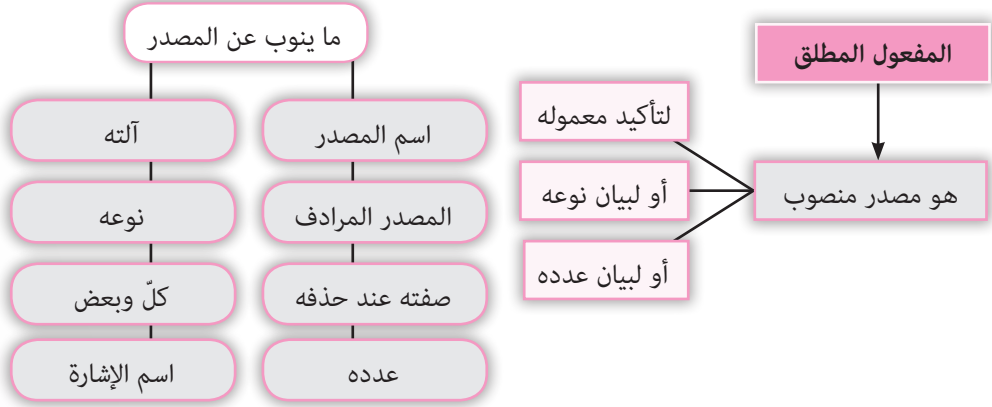 المفعول المطلق
هو مصدر منصوب
لتأكيد معموله
أو لبيان نوعه
أو لبيان عدده
ما ينوب عن المصدر
اسم المصدر
المصدر المرادف
صفته عند حذفه
عدده
آلته
نوعه
كلّ وبعض
اسم الإشارة